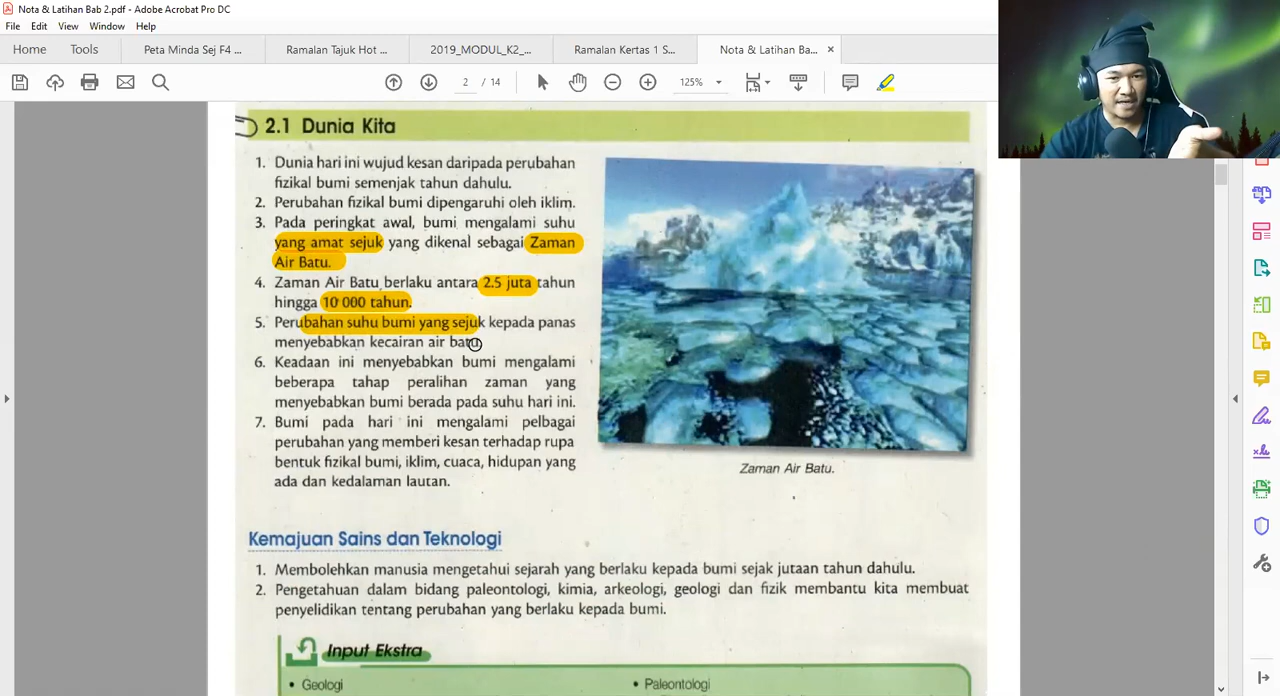 Nota & Latihan Bab 2.pdf - Adobe Acrobat Pro DC
File Edit View Window Help
Home Tools Peta Minda Sej F4 ... Ramalan Tajuk Hot ... 2019_MODUL_K2_... Ramalan Kertas 1 S... Nota & Latihan Ba... ×
2 / 14 125%
2.1 Dunia Kita
1. Dunia hari ini wujud kesan daripada perubahan
fizikal bumi semenjak tahun dahulu.
2. Perubahan fizikal bumi dipengaruhi oleh iklim.
3. Pada peringkat awal, bumi mengalami suhu
yang amat sejuk yang dikenal sebagai Zaman
Air Batu.
4. Zaman Air Batu berlaku antara 2.5 juta tahun
hingga 10 000 tahun.
5. Perubahan suhu bumi yang sejuk kepada panas
menyebabkan kecairan air batu
6. Keadaan ini menyebabkan bumi mengalami
beberapa tahap peralihan zaman yang
menyebabkan bumi berada pada suhu hari ini.
7. Bumi pada hari ini mengalami pelbagai
perubahan yang memberi kesan terhadap rupa
bentuk fizikal bumi, iklim, cuaca, hidupan yang
ada dan kedalaman lautan.
Zaman Air Batu.
Kemajuan Sains dan Teknologi
1. Membolehkan manusia mengetahui sejarah yang berlaku kepada bumi sejak jutaan tahun dahulu.
2. Pengetahuan dalam bidang paleontologi, kimia, arkeologi, geologi dan fizik membantu kita membuat
penyelidikan tentang perubahan yang berlaku kepada bumi.
Input Ekstra
• Geologi • Paleontologi